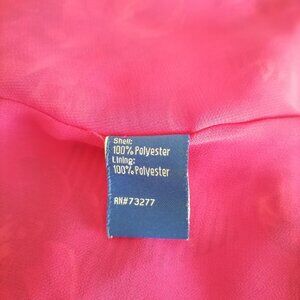 Shell:
100% Polyester
Lining:
100% Polyester
RN#73277